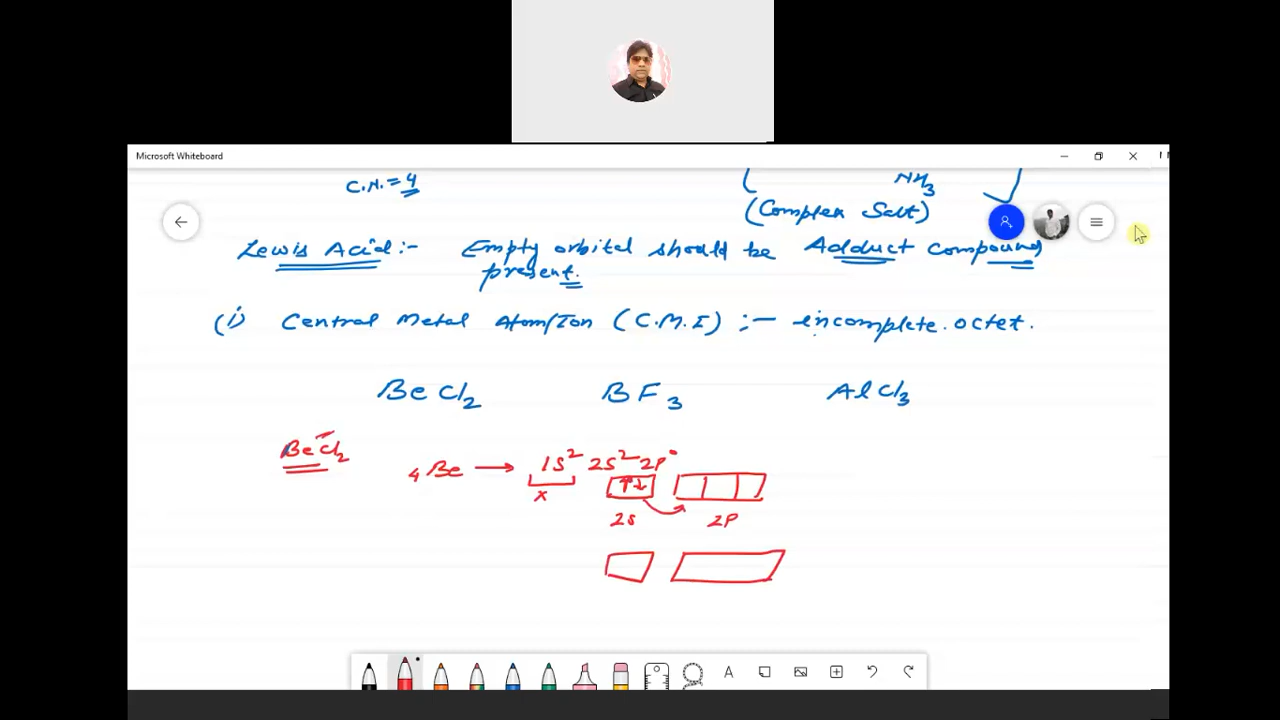 Microsoft Whiteboard
C.N. = 4
NH3
(Complex Salt)
Lewis Acid :- Empty orbital should be present. Adduct compound
(i) Central Metal Atom/Ion (C.M.I) :- incomplete octet.
BeCl2 BF3 AlCl3
BeCl2
4Be → 1s² 2s² 2p°
x ↑↓
2s 2p
A